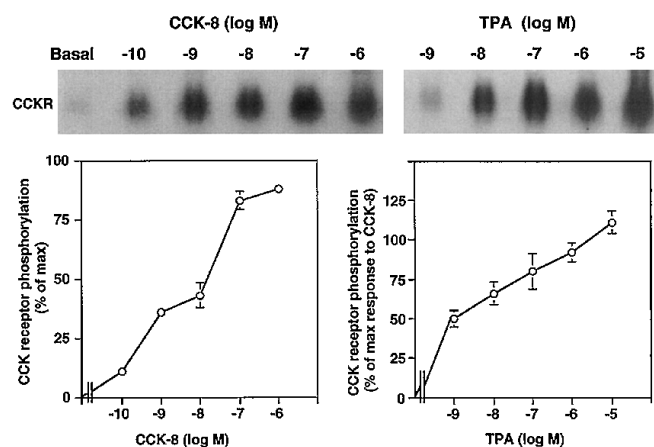 CCK-8 (log M)
TPA (log M)
Basal -10 -9 -8 -7 -6
-9 -8 -7 -6 -5
CCKR
CCK receptor phosphorylation
(% of max)
100
75
50
25
0
-10 -9 -8 -7 -6
CCK-8 (log M)
CCK receptor phosphorylation
(% of max response to CCK-8)
125
100
75
50
25
0
-9 -8 -7 -6 -5
TPA (log M)